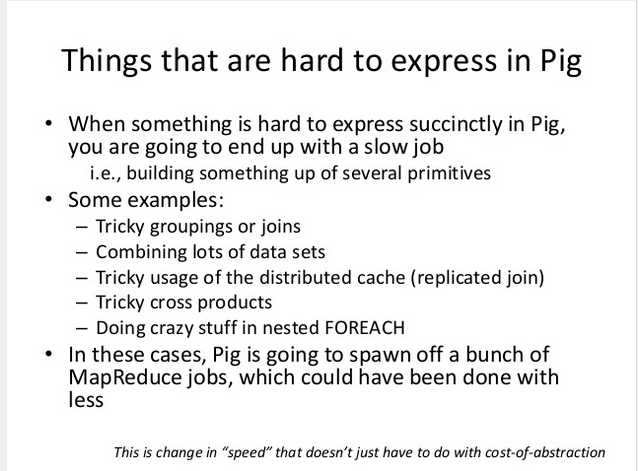 Things that are hard to express in Pig
• When something is hard to express succinctly in Pig,
you are going to end up with a slow job
i.e., building something up of several primitives
• Some examples:
– Tricky groupings or joins
– Combining lots of data sets
– Tricky usage of the distributed cache (replicated join)
– Tricky cross products
– Doing crazy stuff in nested FOREACH
• In these cases, Pig is going to spawn off a bunch of
MapReduce jobs, which could have been done with
less
This is change in “speed” that doesn’t just have to do with cost-of-abstraction